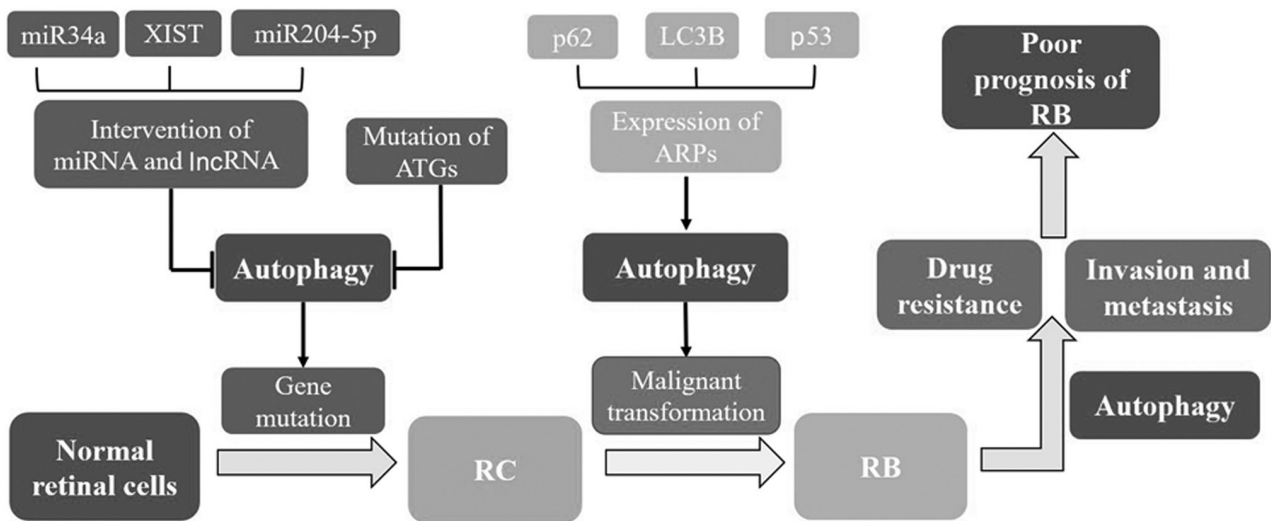 miR34a
XIST
miR204-5p
Intervention of
miRNA and lncRNA
Mutation of
ATGs
Autophagy
Gene
mutation
Normal
retinal cells
RC
p62
LC3B
p53
Expression of
ARPs
Autophagy
Malignant
transformation
RB
Poor
prognosis of
RB
Drug
resistance
Invasion and
metastasis
Autophagy